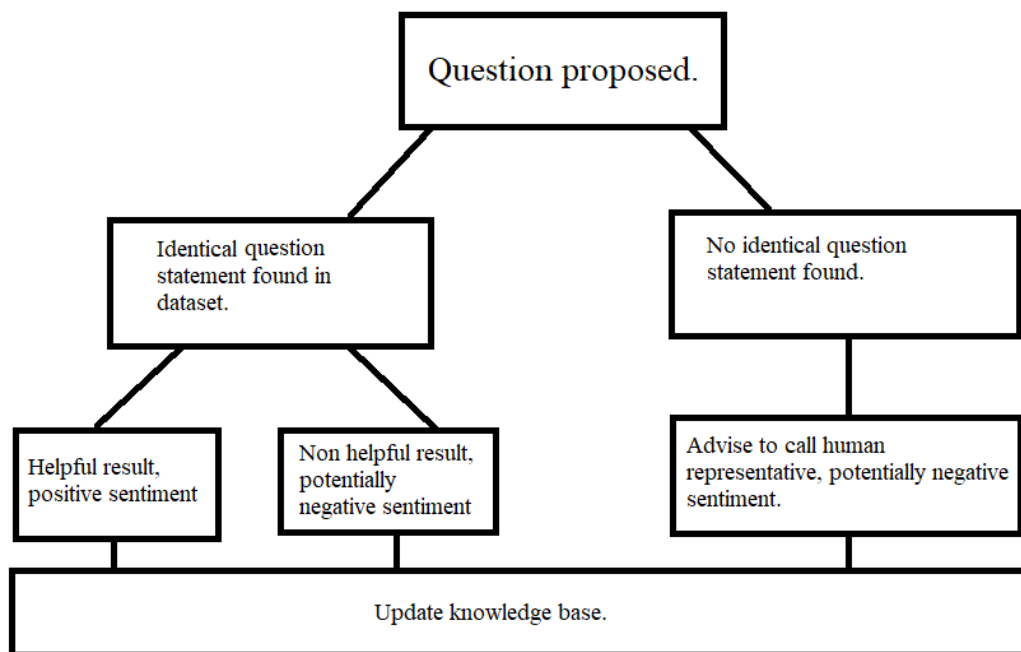 Question proposed.
Identical question
statement found in
dataset.
No identical question
statement found.
Helpful result,
positive sentiment
Non helpful result,
potentially
negative sentiment
Advise to call human
representative, potentially negative
sentiment.
Update knowledge base.